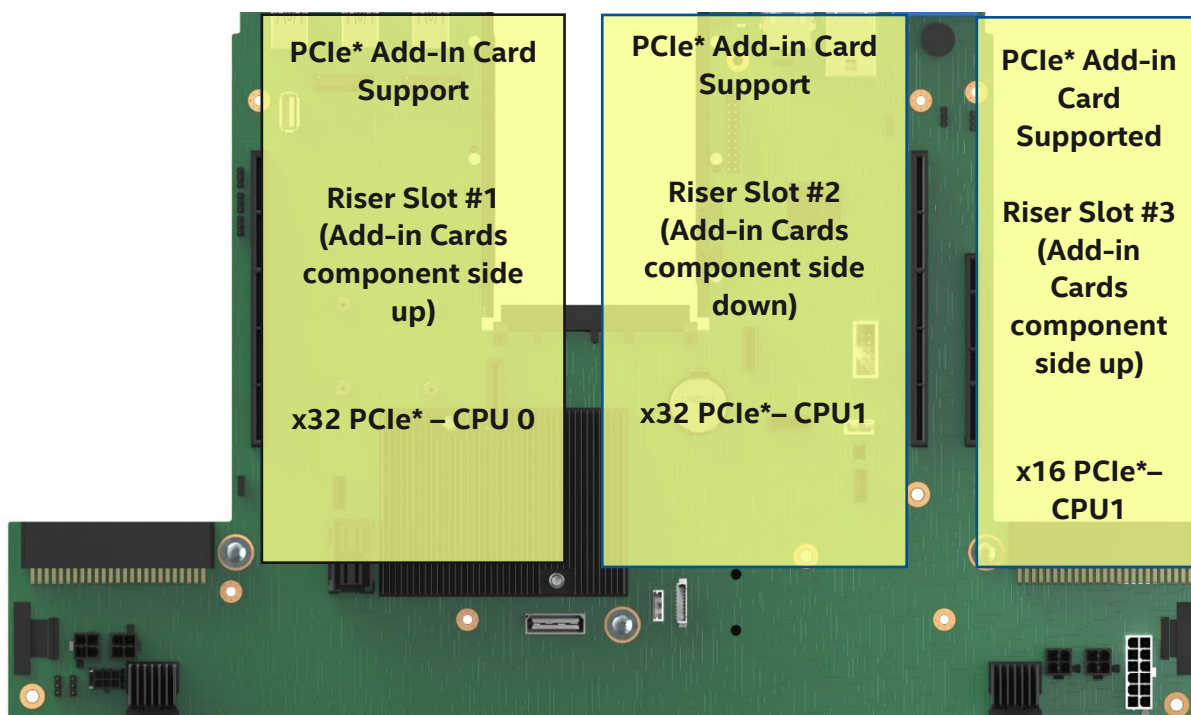 PCIe* Add-In Card
Support
Riser Slot #1
(Add-in Cards
component side
up)
x32 PCIe* – CPU 0
PCIe* Add-in Card
Support
Riser Slot #2
(Add-in Cards
component side
down)
x32 PCIe*– CPU1
PCIe* Add-in
Card
Supported
Riser Slot #3
(Add-in
Cards
component
side up)
x16 PCIe*–
CPU1